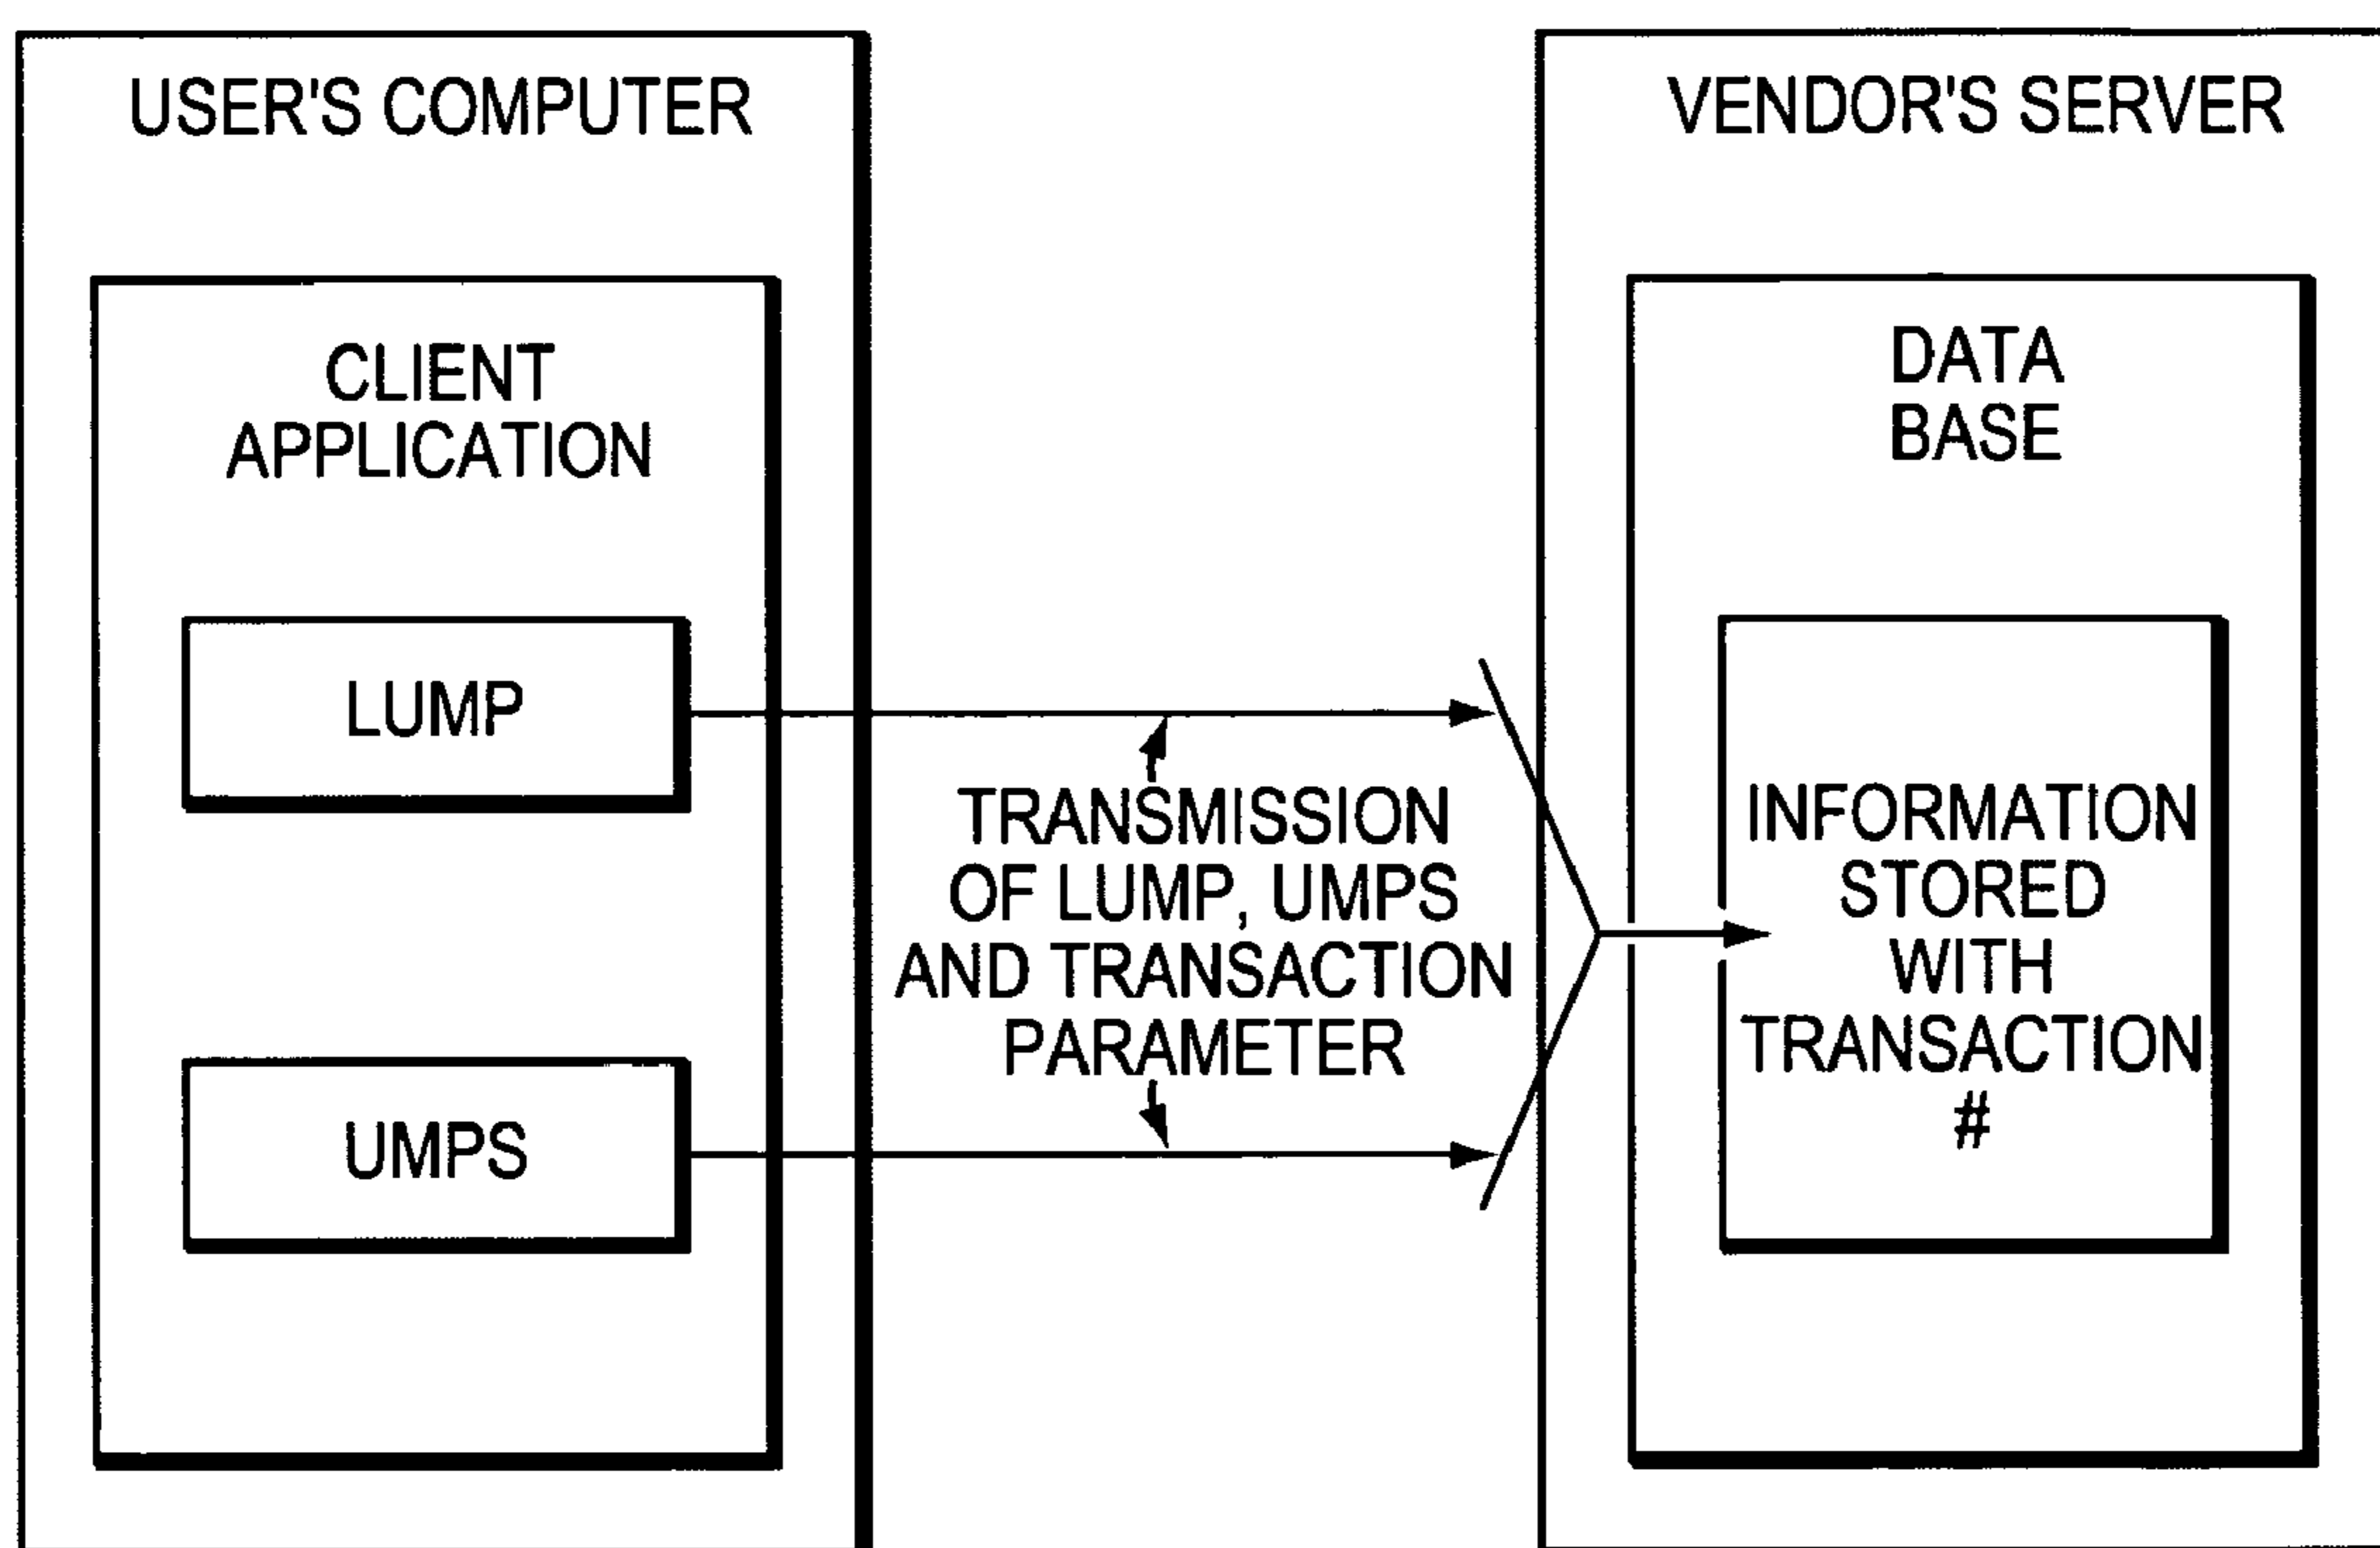 USER'S COMPUTER
CLIENT
APPLICATION
LUMP
UMPS
TRANSMISSION
OF LUMP, UMPS
AND TRANSACTION
PARAMETER
VENDOR'S SERVER
DATA
BASE
INFORMATION
STORED
WITH
TRANSACTION
#